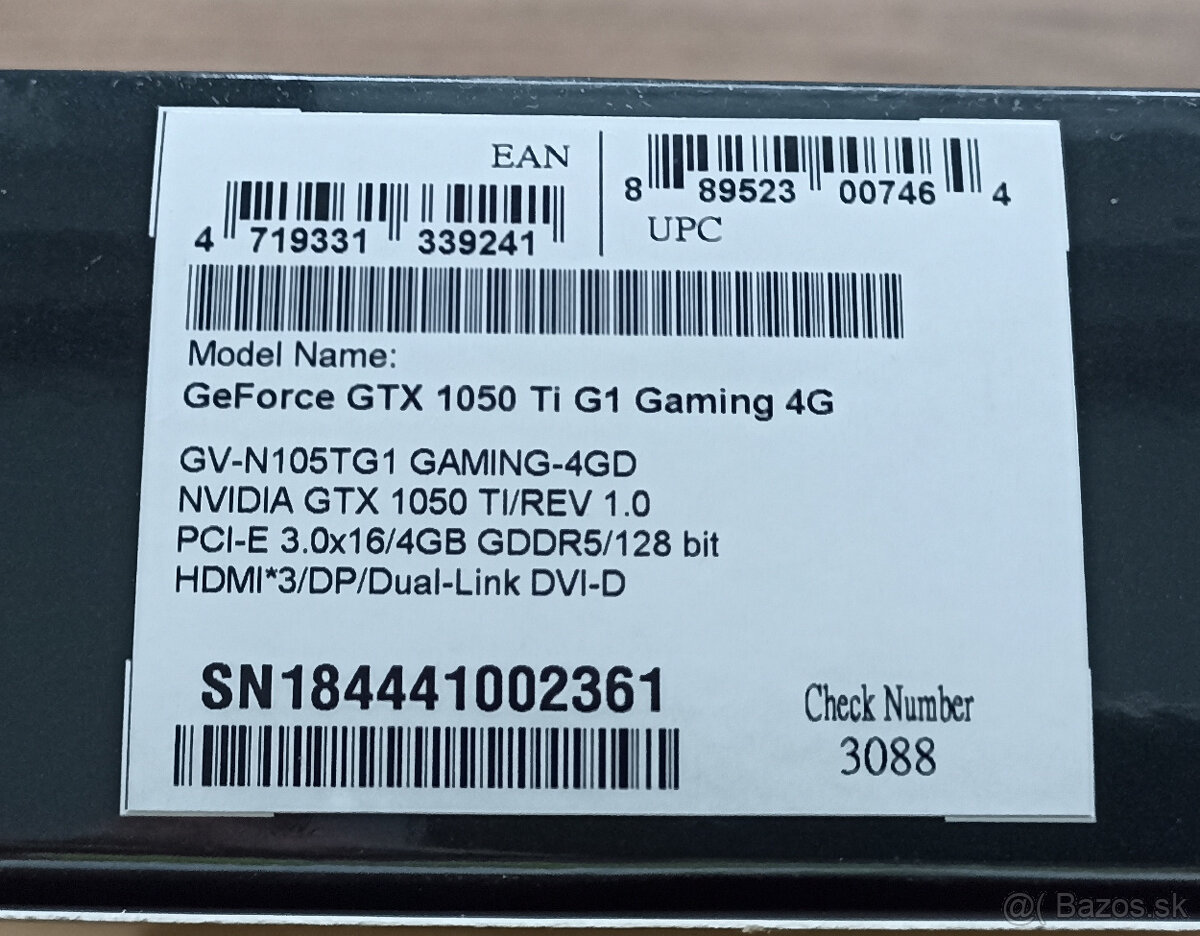 EAN
4 719331 339241
8 89523 00746 4
UPC
Model Name:
GeForce GTX 1050 Ti G1 Gaming 4G
GV-N105TG1 GAMING-4GD
NVIDIA GTX 1050 TI/REV 1.0
PCI-E 3.0x16/4GB GDDR5/128 bit
HDMI*3/DP/Dual-Link DVI-D
SN184441002361
Check Number
3088
@( Bazos.sk